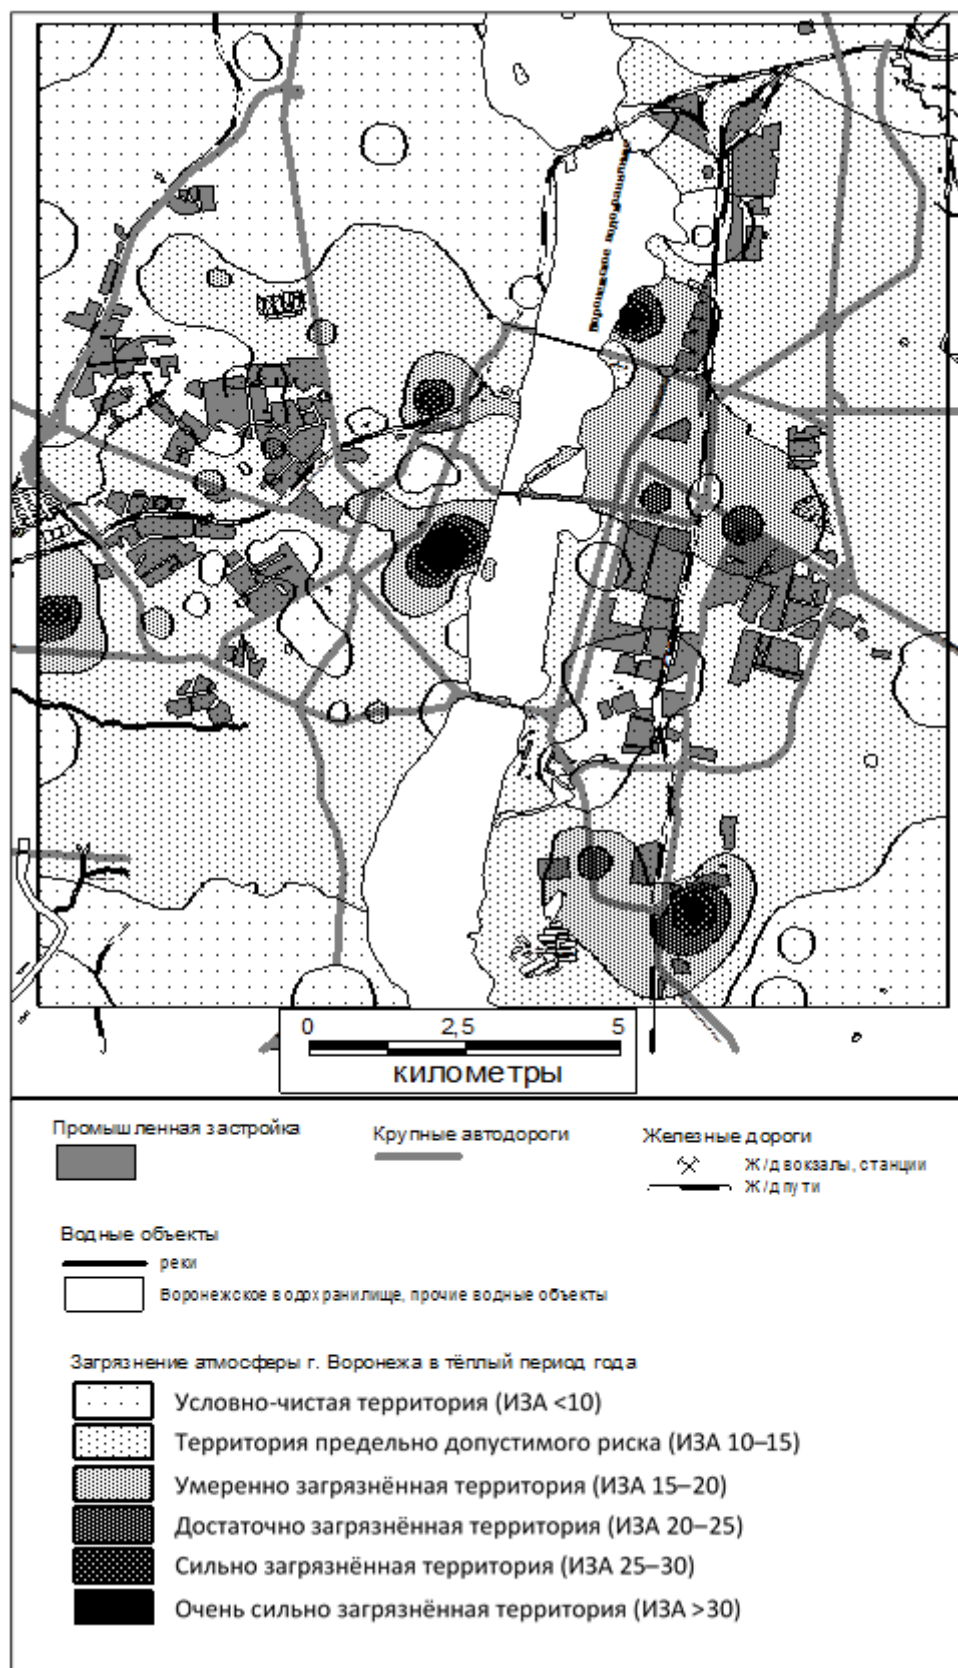 Воронежское водохранилище
0 2,5 5
километры
Промышленная застройка
Крупные автодороги
Железные дороги
Ж/д вокзалы, станции
Ж/д пути
Водные объекты
реки
Воронежское водохранилище, прочие водные объекты
Загрязнение атмосферы г. Воронежа в тёплый период года
Условно-чистая территория (ИЗА <10)
Территория предельно допустимого риска (ИЗА 10–15)
Умеренно загрязнённая территория (ИЗА 15–20)
Достаточно загрязнённая территория (ИЗА 20–25)
Сильно загрязнённая территория (ИЗА 25–30)
Очень сильно загрязнённая территория (ИЗА >30)